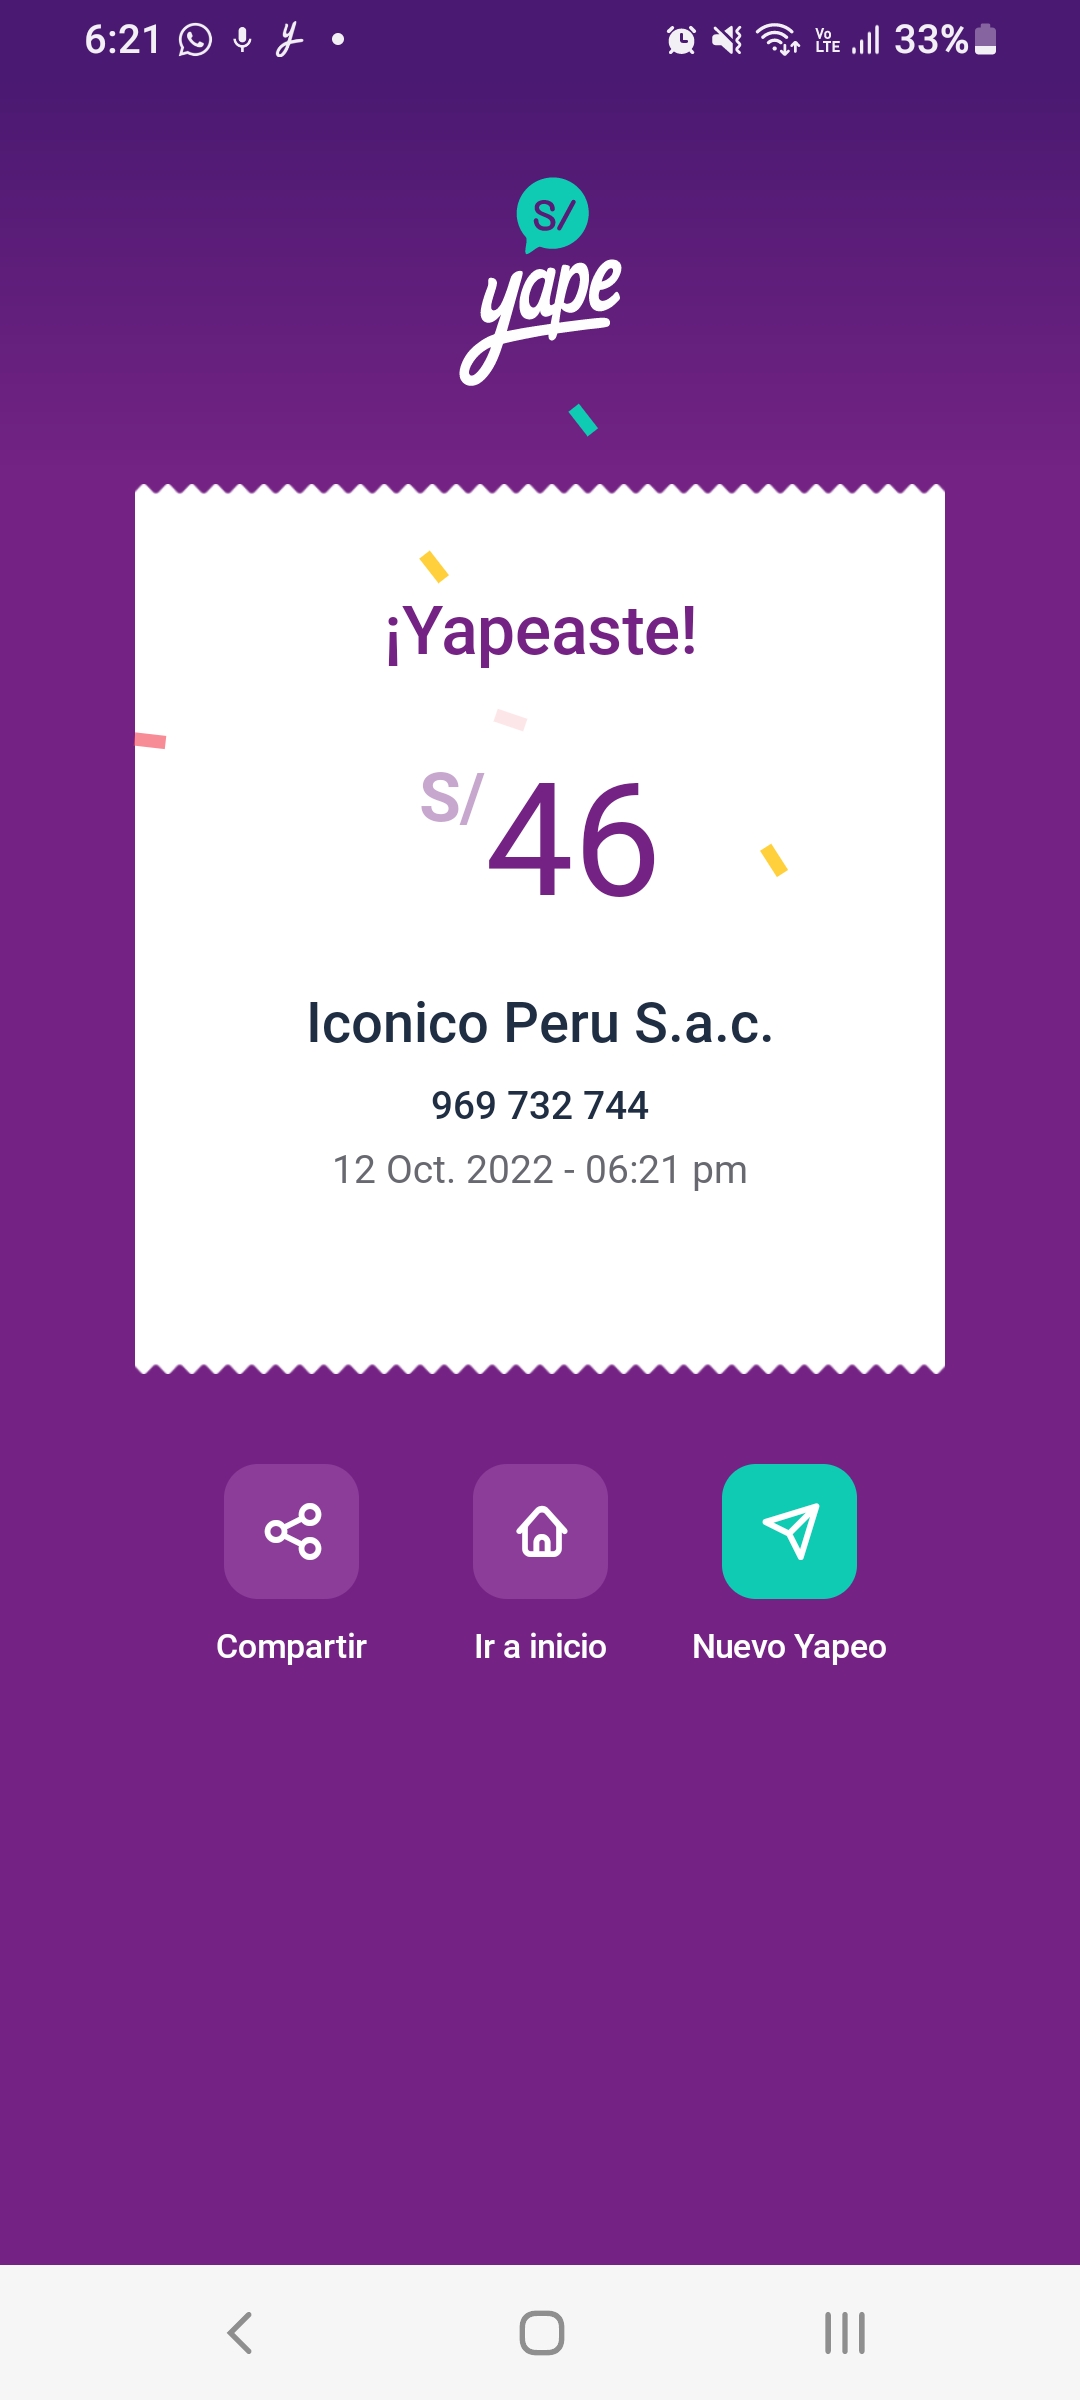 6:21
Vo
LTE
33%
S/
yape
¡Yapeaste!
S/46
Iconico Peru S.a.c.
969 732 744
12 Oct. 2022 - 06:21 pm
Compartir
Ir a inicio
Nuevo Yapeo